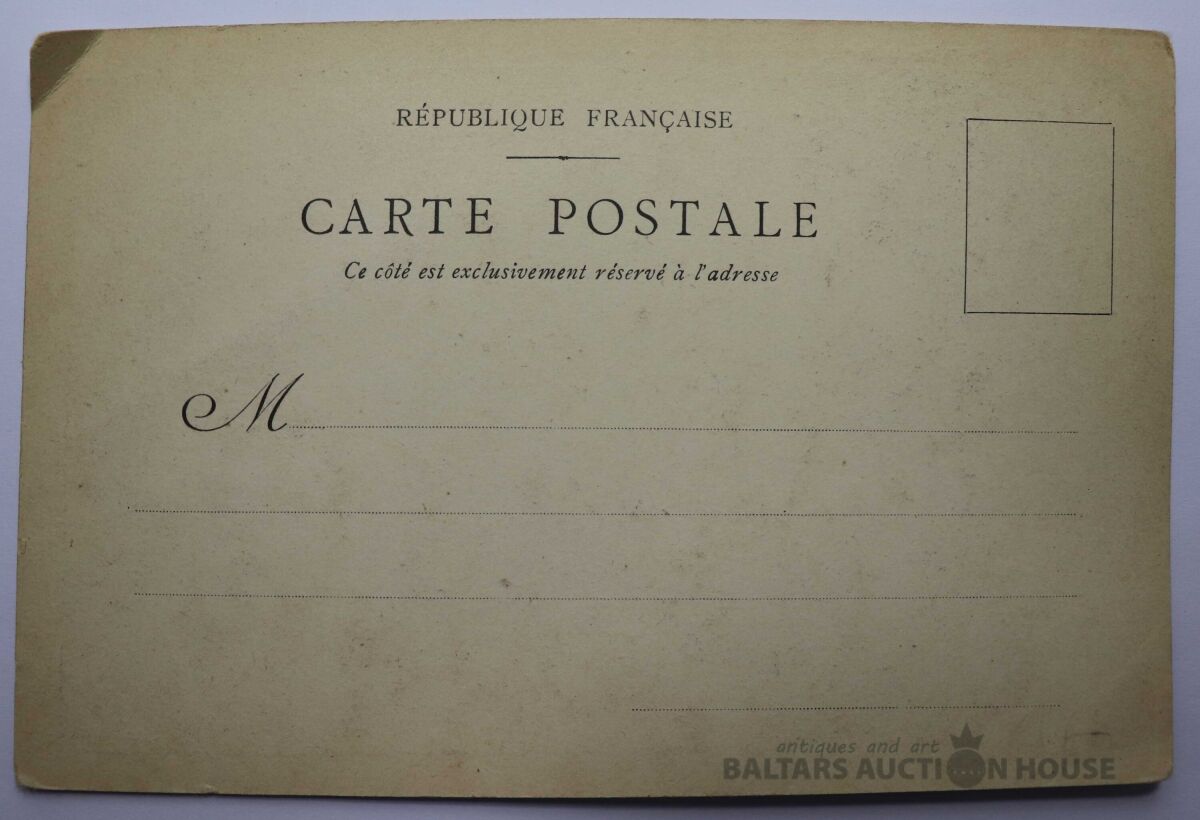 RÉPUBLIQUE FRANÇAISE
CARTE POSTALE
Ce côté est exclusivement réservé à l'adresse
M
antiques and art
BALTARS AUCTION HOUSE